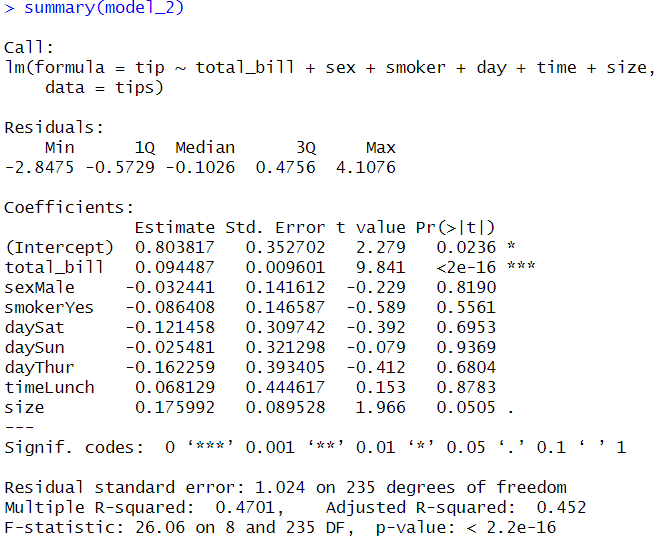 > summary(model_2)

Call:
lm(formula = tip ~ total_bill + sex + smoker + day + time + size,
    data = tips)

Residuals:
    Min      1Q  Median      3Q     Max
-2.8475 -0.5729 -0.1026  0.4756  4.1076

Coefficients:
             Estimate Std. Error t value Pr(>|t|)
(Intercept)  0.803817   0.352702   2.279   0.0236 *
total_bill   0.094487   0.009601   9.841   <2e-16 ***
sexMale     -0.032441   0.141612  -0.229   0.8190
smokerYes   -0.086408   0.146587  -0.589   0.5561
daySat      -0.121458   0.309742  -0.392   0.6953
daySun      -0.025481   0.321298  -0.079   0.9369
dayThur     -0.162259   0.393405  -0.412   0.6804
timeLunch    0.068129   0.444617   0.153   0.8783
size         0.175992   0.089528   1.966   0.0505 .
---
Signif. codes:  0 ‘***’ 0.001 ‘**’ 0.01 ‘*’ 0.05 ‘.’ 0.1 ‘ ’ 1

Residual standard error: 1.024 on 235 degrees of freedom
Multiple R-squared:  0.4701,    Adjusted R-squared:  0.452
F-statistic: 26.06 on 8 and 235 DF,  p-value: < 2.2e-16